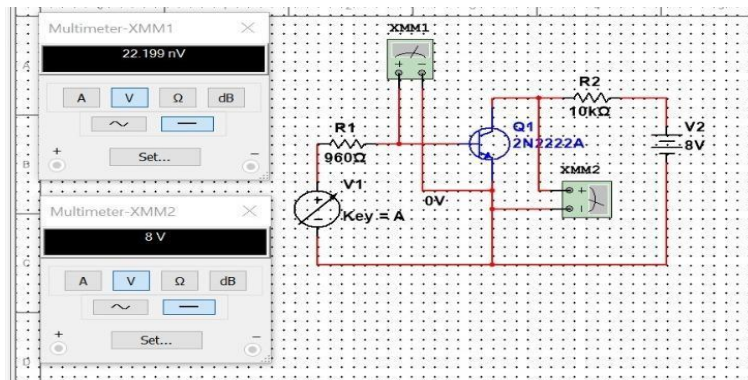 Multimeter-XMM1
22.199 nV
A V Ω dB
Set...
+ -
Multimeter-XMM2
8 V
A V Ω dB
Set...
+ -
XMM1
+ -
R1
960Ω
V1
Key = A
0V
Q1
2N2222A
R2
10kΩ
V2
8V
XMM2
A
B
C
D